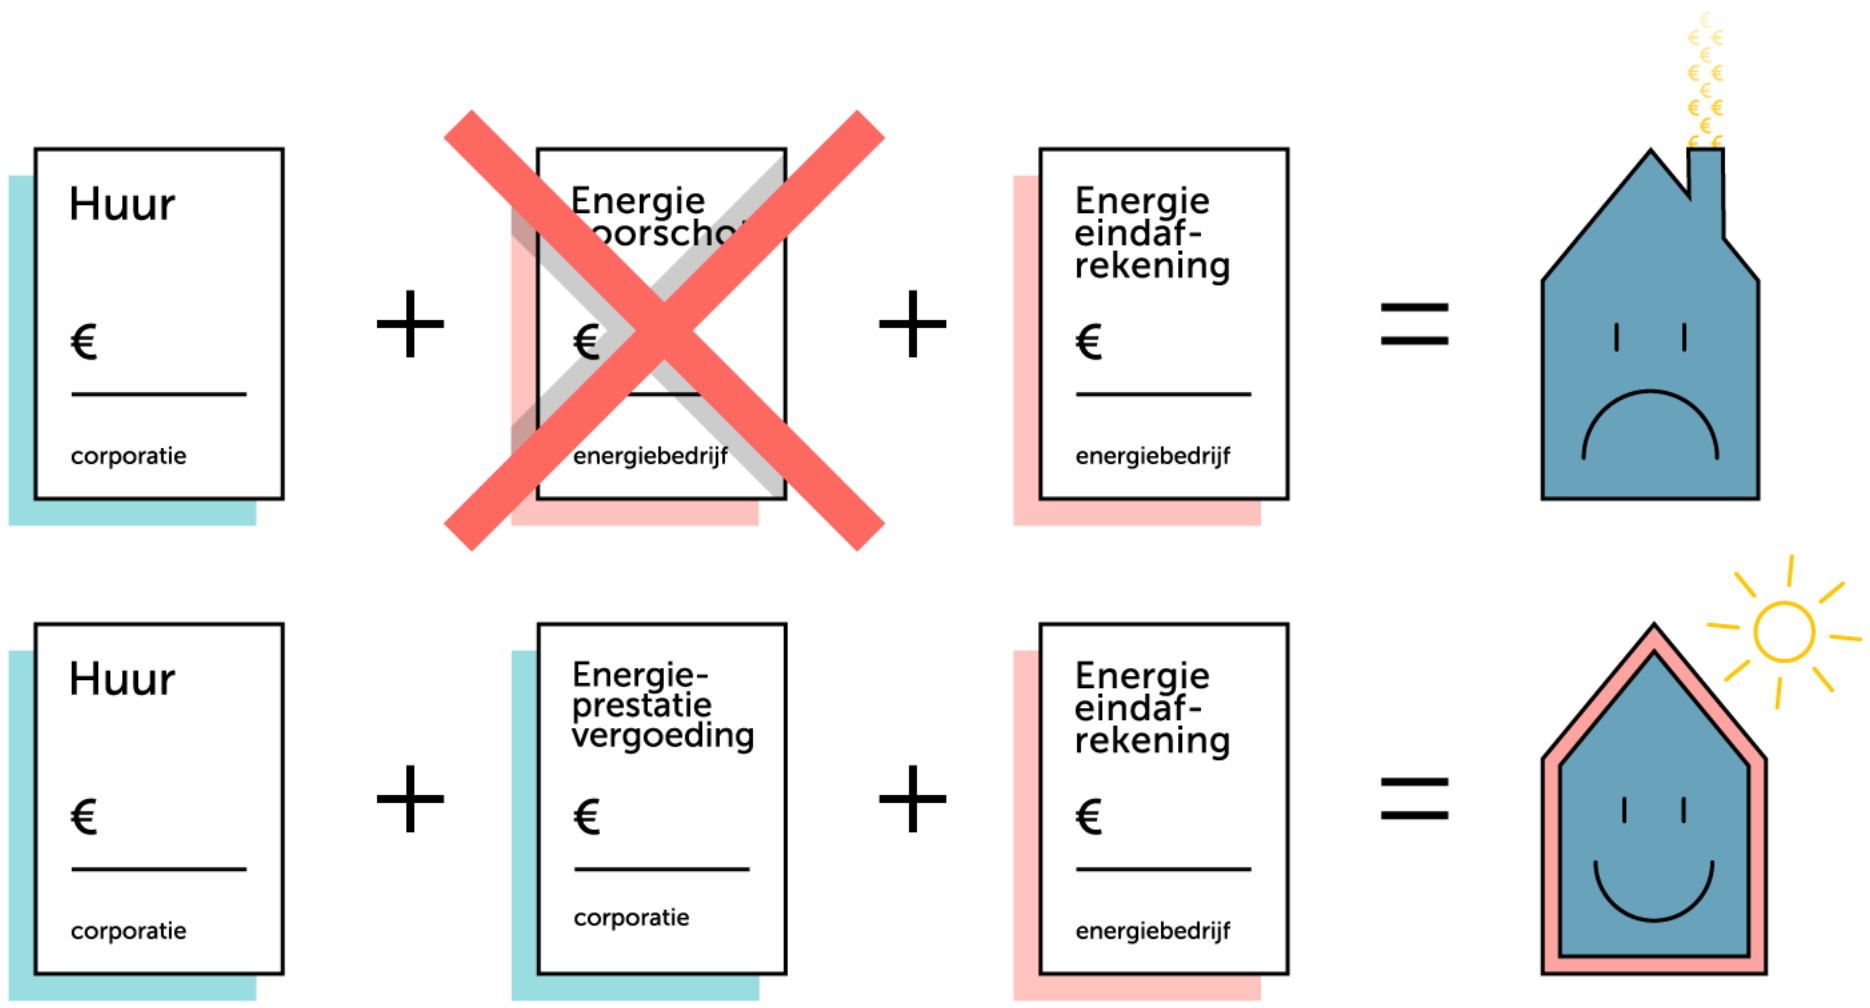 Huur
€
corporatie
+
Energie
€
energiebedrijf
+
Energie
eindaf-
rekening
€
energiebedrijf
=
Huur
€
corporatie
+
Energie-
prestatie
vergoeding
€
corporatie
+
Energie
eindaf-
rekening
€
energiebedrijf
=